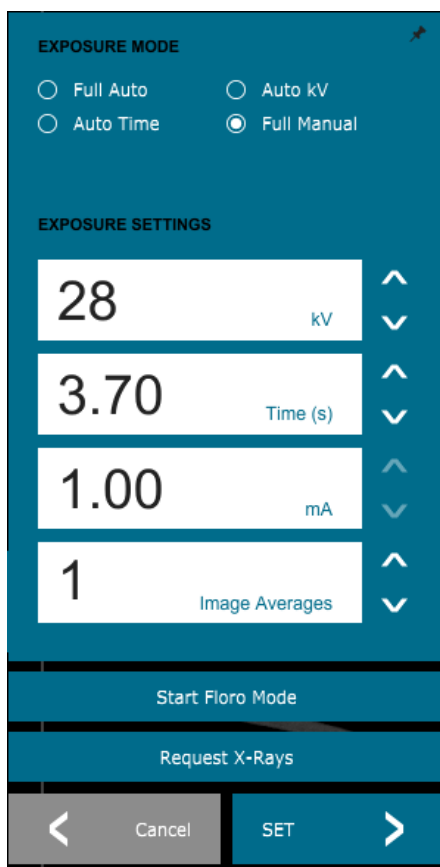 EXPOSURE MODE
Full Auto Auto kV
Auto Time Full Manual
EXPOSURE SETTINGS
28 kV
3.70 Time (s)
1.00 mA
1 Image Averages
Start Floro Mode
Request X-Rays
Cancel SET